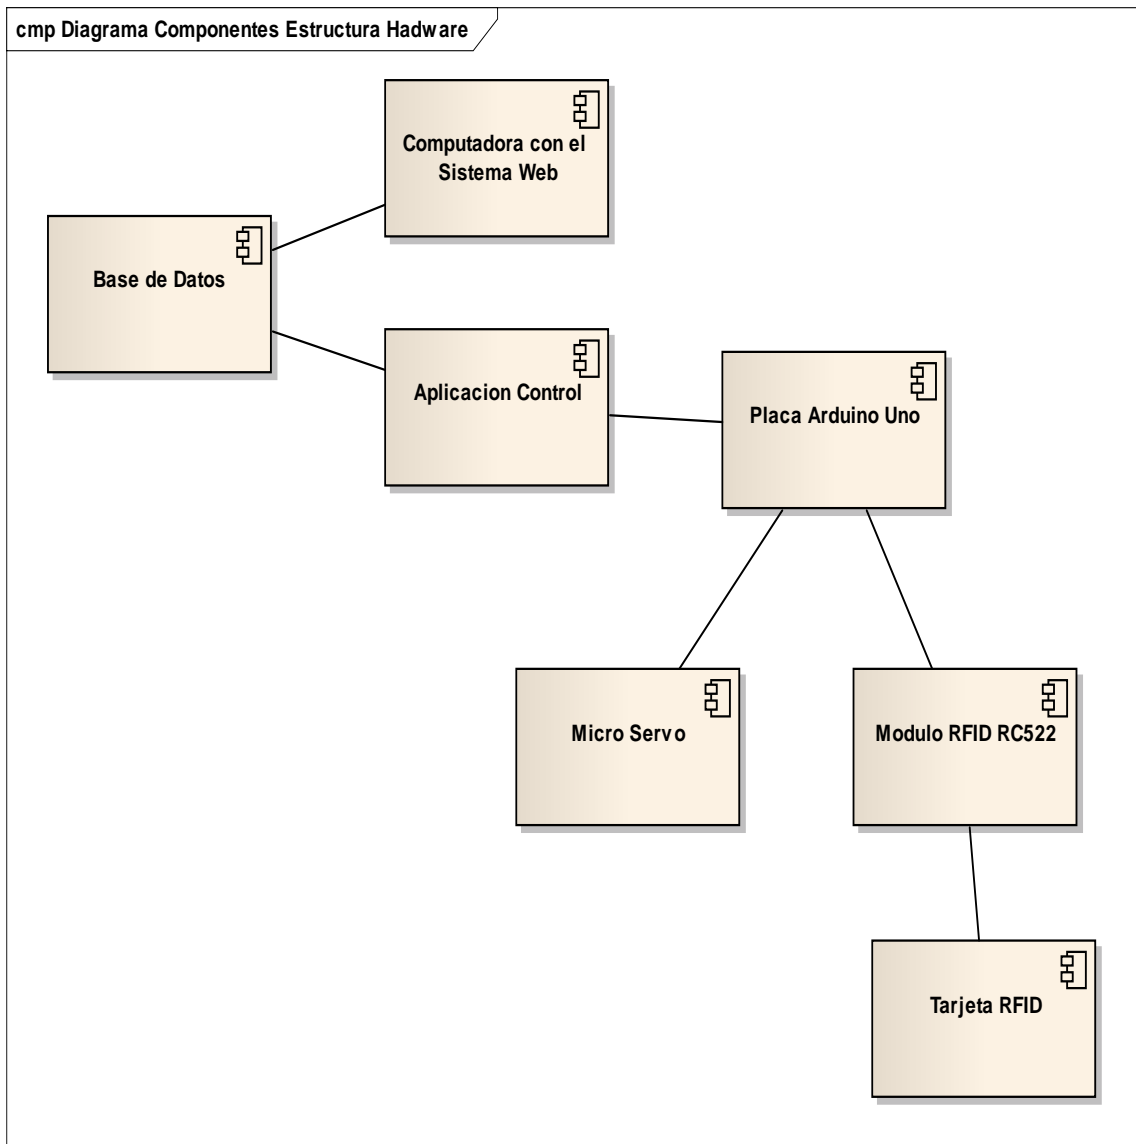 cmp Diagrama Componentes Estructura Hadware
Computadora con el
Sistema Web
Base de Datos
Aplicacion Control
Placa Arduino Uno
Micro Servo
Modulo RFID RC522
Tarjeta RFID